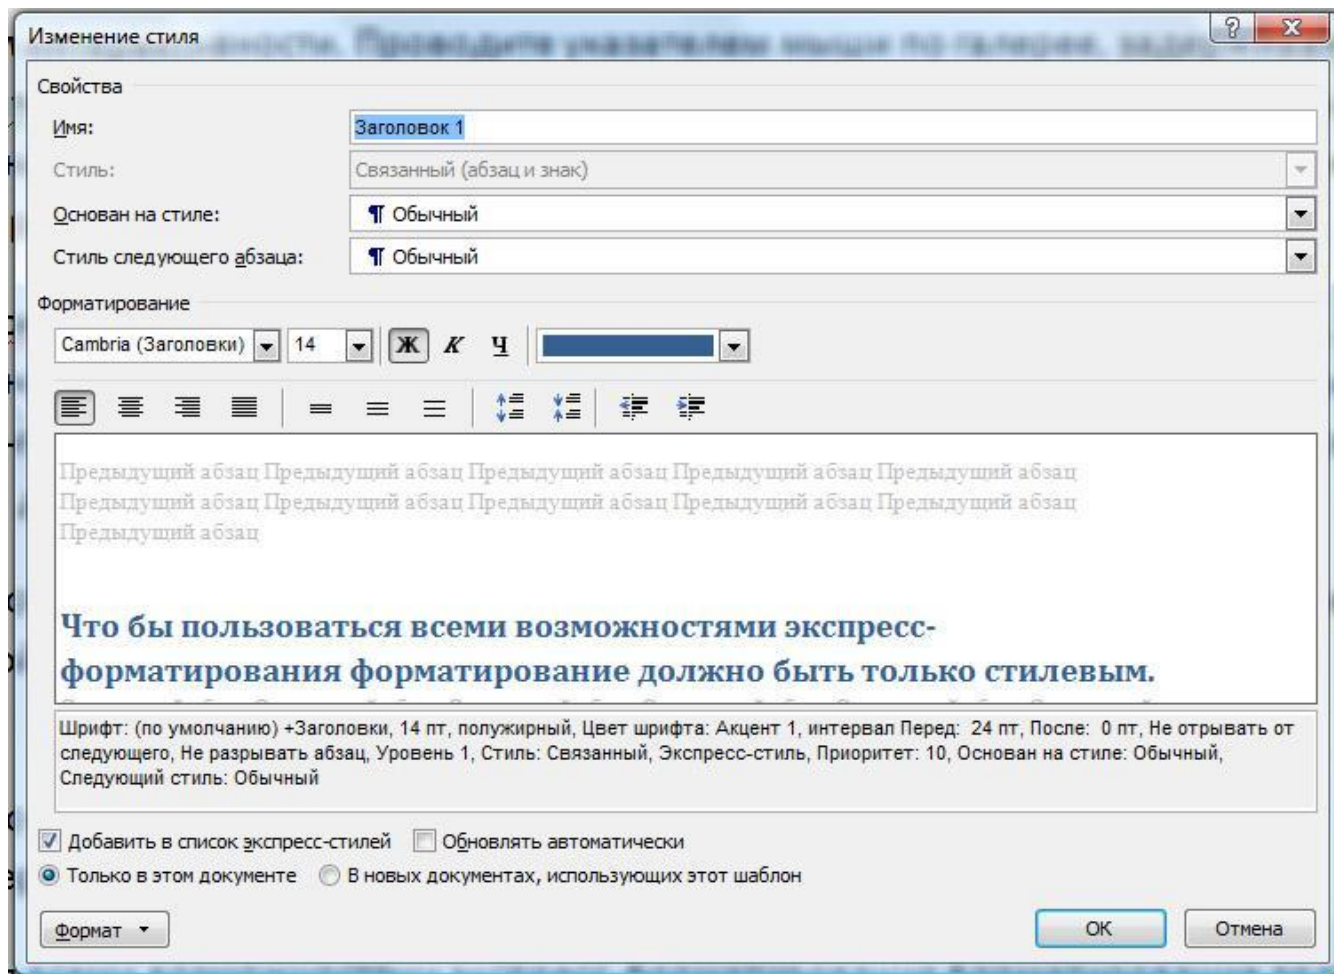 Изменение стиля
Свойства
Имя:
Заголовок 1
Стиль:
Связанный (абзац и знак)
Основан на стиле:
¶ Обычный
Стиль следующего абзаца:
¶ Обычный
Форматирование
Cambria (Заголовки) 14 Ж К Ч
Предыдущий абзац Предыдущий абзац Предыдущий абзац Предыдущий абзац Предыдущий абзац
Предыдущий абзац Предыдущий абзац Предыдущий абзац Предыдущий абзац Предыдущий абзац
Предыдущий абзац
Что бы пользоваться всеми возможностями экспресс-
форматирования форматирование должно быть только стилевым.
Шрифт: (по умолчанию) +Заголовки, 14 пт, полужирный, Цвет шрифта: Акцент 1, интервал Перед: 24 пт, После: 0 пт, Не отрывать от
следующего, Не разрывать абзац, Уровень 1, Стиль: Связанный, Экспресс-стиль, Приоритет: 10, Основан на стиле: Обычный,
Следующий стиль: Обычный
Добавить в список экспресс-стилей Обновлять автоматически
Только в этом документе В новых документах, использующих этот шаблон
Формат
ОК
Отмена